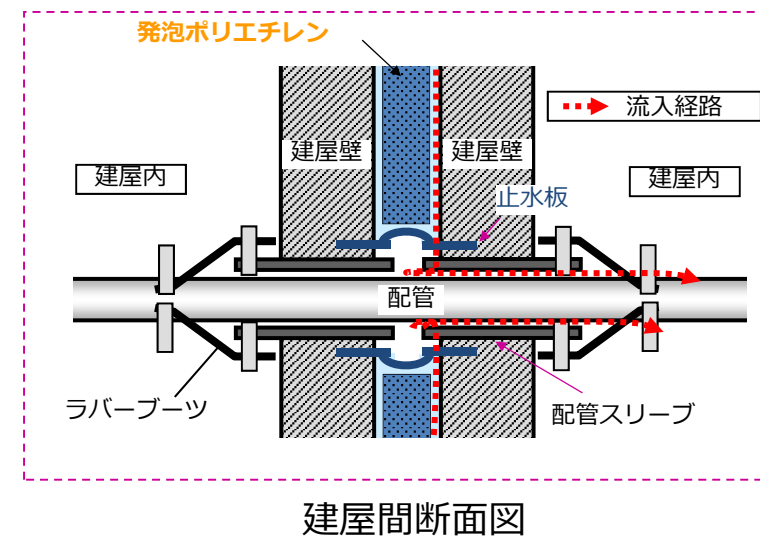 発泡ポリエチレン
流入経路
建屋壁
建屋壁
建屋内
建屋内
止水板
配管
ラバーブーツ
配管スリーブ
建屋間断面図